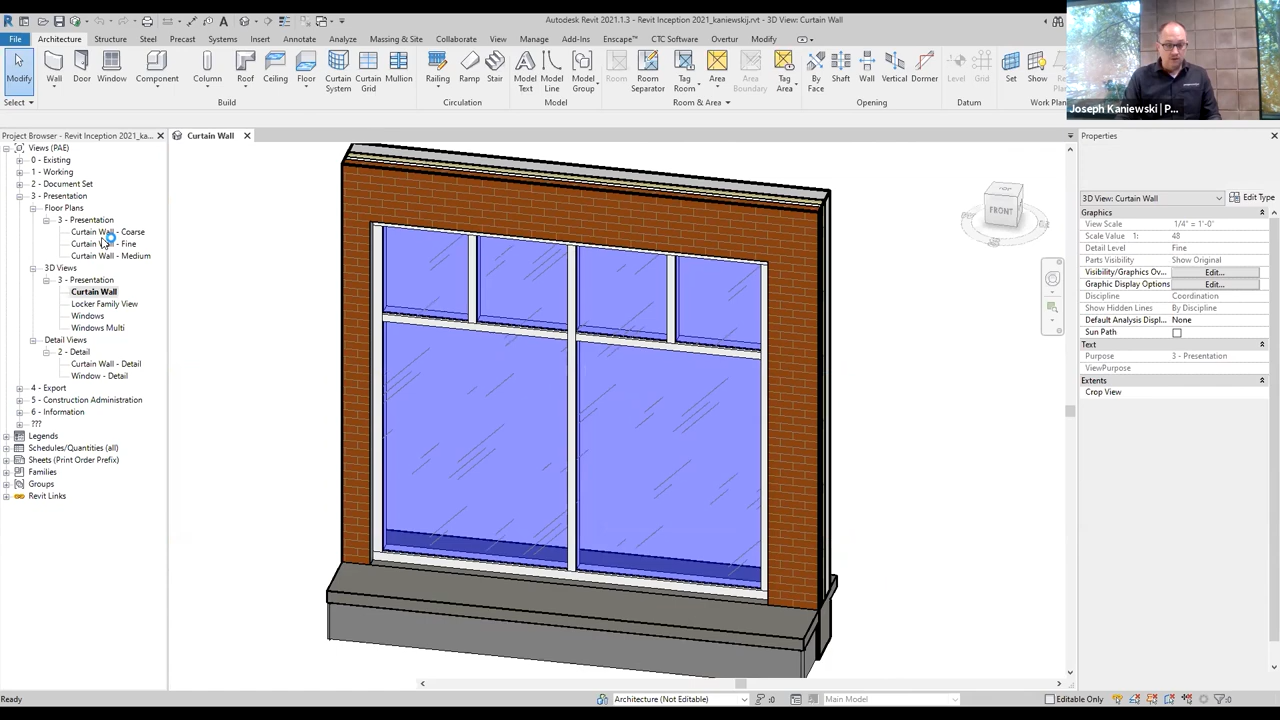 Autodesk Revit 2021.1.3 - Revit Inception 2021_kaniewskij.rvt - 3D View: Curtain Wall
File Architecture Structure Steel Precast Systems Insert Annotate Analyze Massing & Site Collaborate View Manage Add-Ins Enscape™ CTC Software Overtur Modify
Modify Wall Door Window Component Column Roof Ceiling Floor Curtain System Curtain Grid Mullion Railing Ramp Stair Model Text Model Line Model Group Room Room Separator Tag Room Area Area Boundary Tag Area By Face Shaft Wall Vertical Dormer Level Grid Set Show
Select Build Circulation Model Room & Area Opening Datum Work Plan
Joseph Kaniewski | P...
Project Browser - Revit Inception 2021_ka...
Curtain Wall
Properties
Views (PAE)
0 - Existing
1 - Working
2 - Document Set
3 - Presentation
Floor Plans
3 - Presentation
Curtain Wall - Coarse
Curtain W - Fine
Curtain Wall - Medium
3D Views
3 - Presentation
Curtain Wall
Locker Family View
Windows
Windows Multi
Detail Views
2 - Detail
Curtain Wall - Detail
Window - Detail
4 - Export
5 - Construction Administration
6 - Information
???
Legends
Schedules/Quantities (all)
Sheets (Print Order Prefix)
Families
Groups
Revit Links
TOP
FRONT
3D View: Curtain Wall Edit Type
Graphics
View Scale 1/4" = 1'-0"
Scale Value 1: 48
Detail Level Fine
Parts Visibility Show Original
Visibility/Graphics Ov... Edit...
Graphic Display Options Edit...
Discipline Coordination
Show Hidden Lines By Discipline
Default Analysis Displ... None
Sun Path
Text
Purpose 3 - Presentation
ViewPurpose
Extents
Crop View
Ready
Architecture (Not Editable)
:0
Main Model
Editable Only
:0